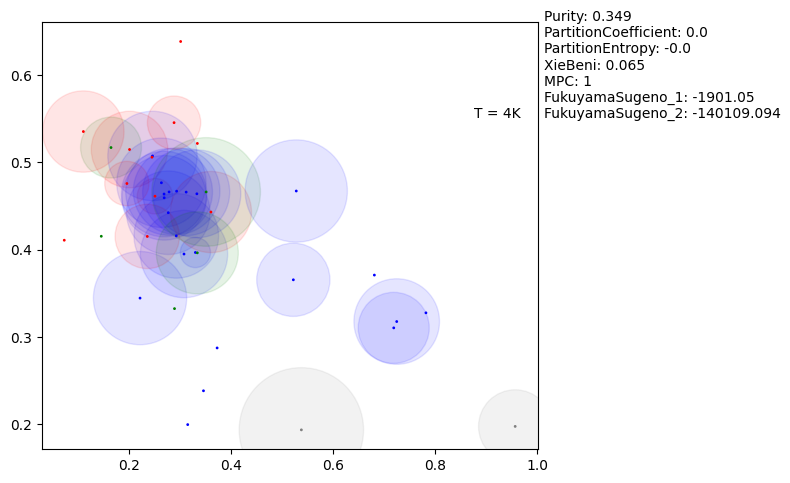 Purity: 0.349
PartitionCoefficient: 0.0
PartitionEntropy: -0.0
XieBeni: 0.065
MPC: 1
FukuyamaSugeno_1: -1901.05
FukuyamaSugeno_2: -140109.094
T = 4K
0.6
0.5
0.4
0.3
0.2
0.2 0.4 0.6 0.8 1.0